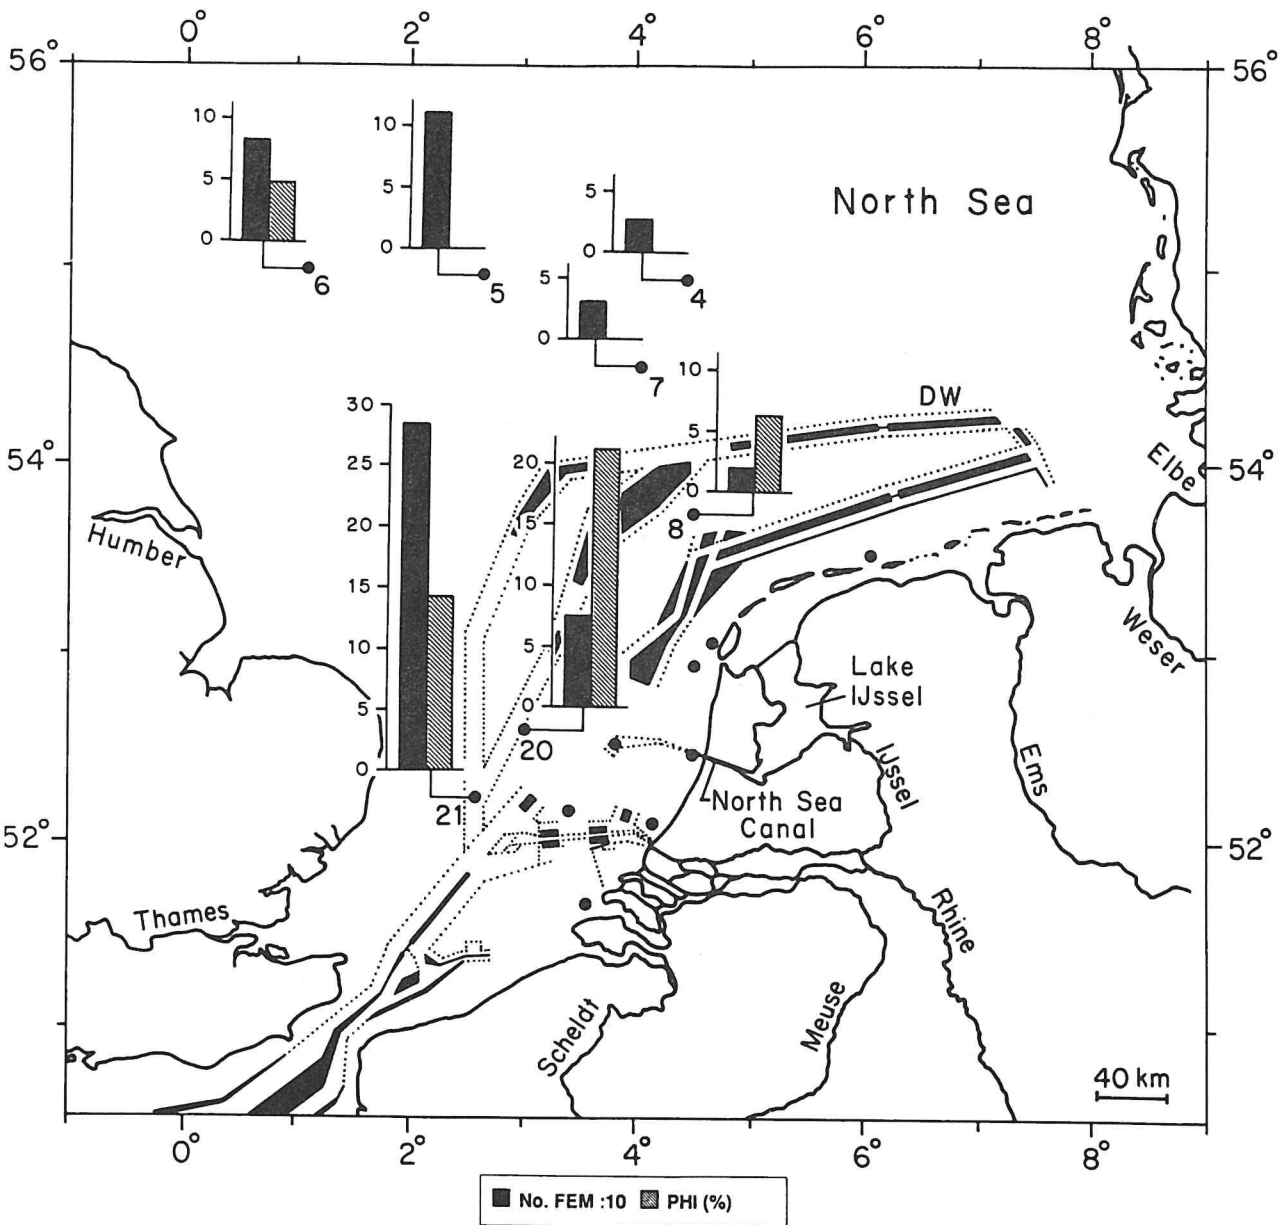 0° 2° 4° 6° 8°
56° 56°
10
5
0
6
10
5
0
5
5
0
4
North Sea
5
0
7
10
5
0
8
DW
30
25
20
15
10
5
0
21
20
15
10
5
0
20
54° 54°
Elbe
Humber
Weser
Lake
IJssel
IJssel
Ems
North Sea
Canal
52° 52°
Thames
Rhine
Meuse
Scheldt
40 km
0° 2° 4° 6° 8°
No. FEM :10 PHI (%)